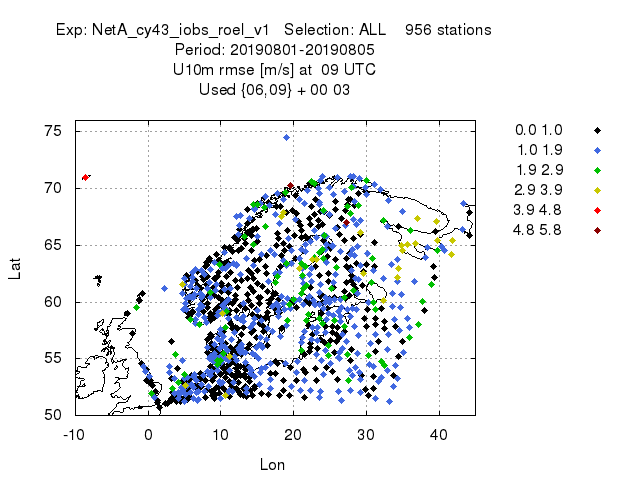 Exp: NetA_cy43_iobs_roel_v1 Selection: ALL 956 stations
Period: 20190801-20190805
U10m rmse [m/s] at 09 UTC
Used {06,09} + 00 03
75
70
65
60
55
50
Lat
-10 0 10 20 30 40
Lon
0.0 1.0
1.0 1.9
1.9 2.9
2.9 3.9
3.9 4.8
4.8 5.8